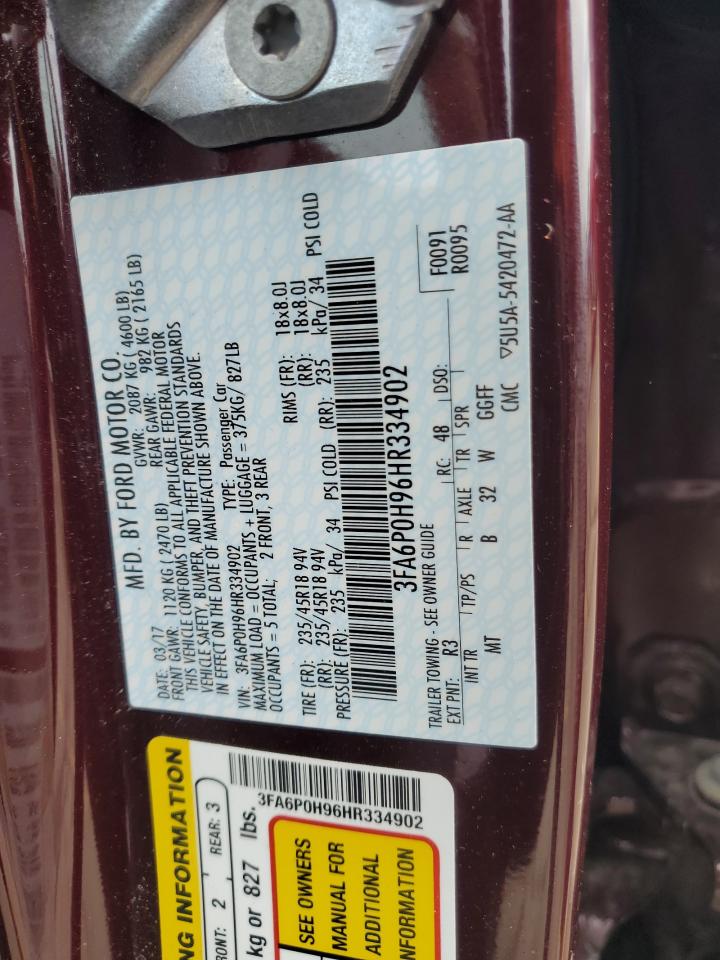 MFD. BY FORD MOTOR CO.
DATE: 03/17 GVWR: 2087 KG ( 4600 LB)
FRONT GAWR: 1120 KG ( 2470 LB) REAR GAWR: 982 KG ( 2165 LB)
THIS VEHICLE CONFORMS TO ALL APPLICABLE FEDERAL MOTOR
VEHICLE SAFETY, BUMPER, AND THEFT PREVENTION STANDARDS
IN EFFECT ON THE DATE OF MANUFACTURE SHOWN ABOVE.
VIN: 3FA6P0H96HR334902 TYPE: Passenger Car
MAXIMUM LOAD = OCCUPANTS + LUGGAGE = 375KG/ 827LB
OCCUPANTS = 5 TOTAL; 2 FRONT, 3 REAR
TIRE (FR): 235/45R18 94V RIMS (FR): 18x8.0J
(RR): 235/45R18 94V (RR): 18x8.0J
PRESSURE (FR): 235 kPa/ 34 PSI COLD (RR): 235 kPa/ 34 PSI COLD
3FA6P0H96HR334902
TRAILER TOWING - SEE OWNER GUIDE
F0091
R0095
EXT PNT: R3 RC: 48 DSO:
INT TR TP/PS R AXLE TR SPR
MT B 32 W GGFF
CMC ▽5U5A-5420472-AA
NG INFORMATION
RONT: 2 REAR: 3
kg or 827 lbs.
3FA6P0H96HR334902
SEE OWNERS
MANUAL FOR
ADDITIONAL
NFORMATION